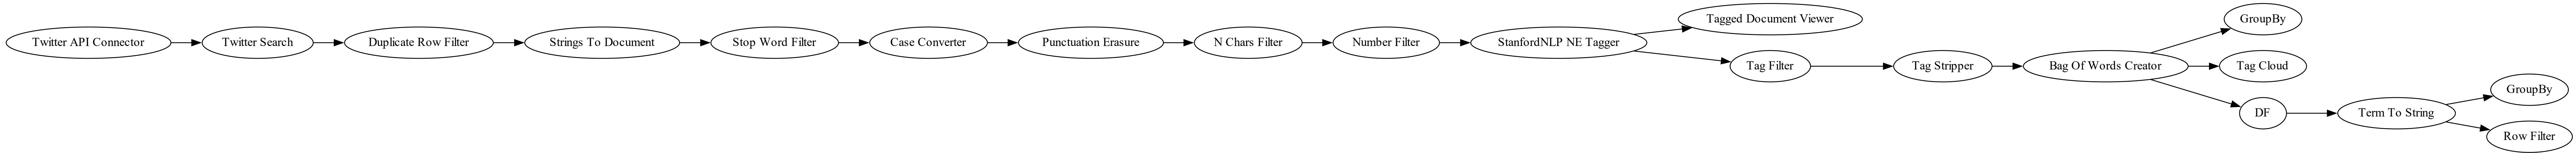 Twitter API Connector
Twitter Search
Duplicate Row Filter
Strings To Document
Stop Word Filter
Case Converter
Punctuation Erasure
N Chars Filter
Number Filter
StanfordNLP NE Tagger
Tagged Document Viewer
Tag Filter
Tag Stripper
Bag Of Words Creator
GroupBy
Tag Cloud
DF
Term To String
GroupBy
Row Filter